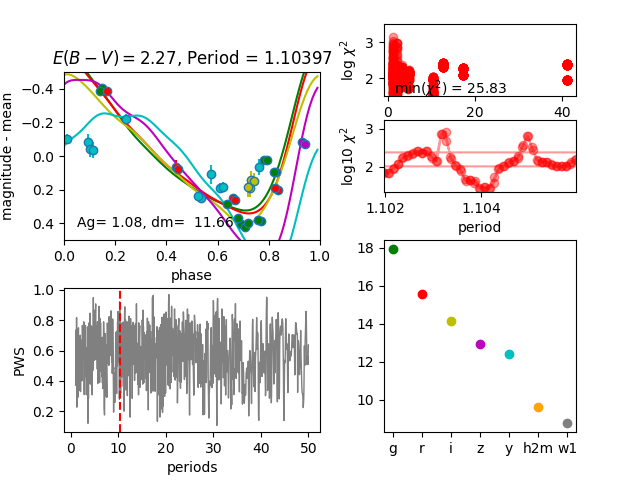 E(B − V) = 2.27, Period = 1.10397
−0.4
−0.2
0.0
0.2
0.4
magnitude - mean
Ag= 1.08, dm=  11.66
0.0 0.2 0.4 0.6 0.8 1.0
phase
3
2
log χ²
min(χ²) = 25.83
0 20 40
3
2
log10 χ²
1.102 1.104
period
1.0
0.8
0.6
0.4
0.2
PWS
0 10 20 30 40 50
periods
18
16
14
12
10
g r i z y h2m w1